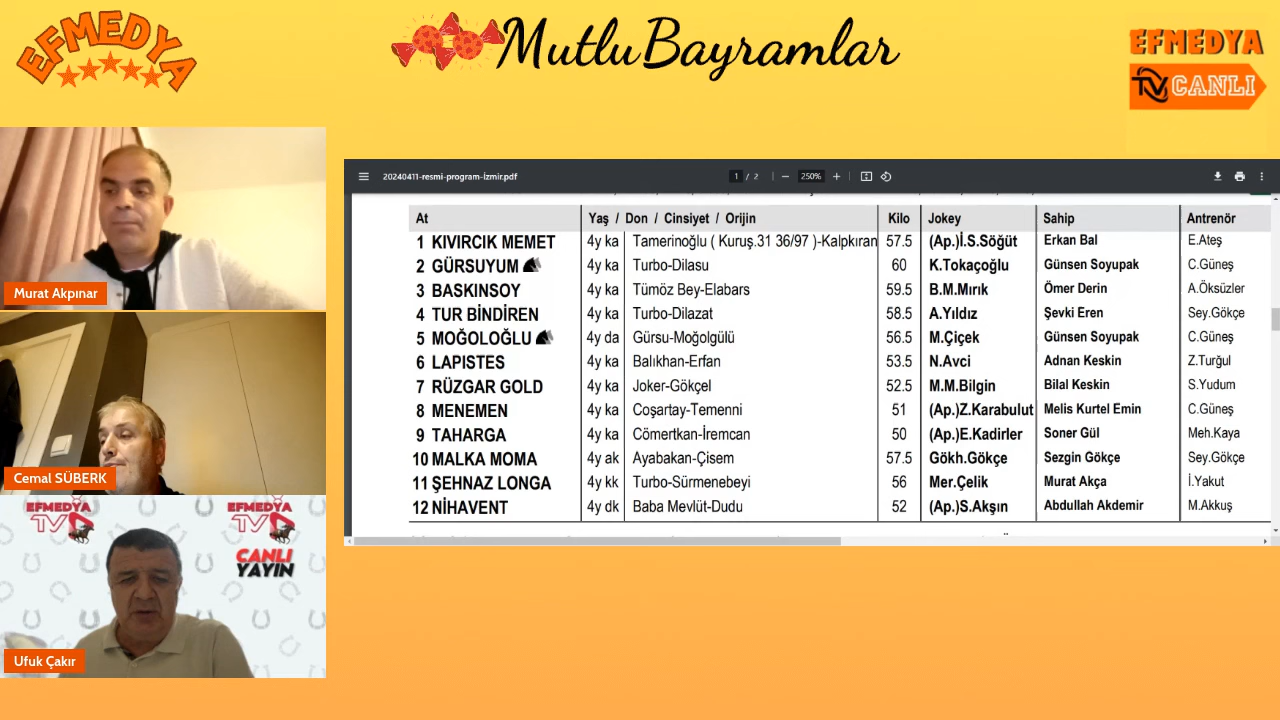 EFMEDYA
Mutlu Bayramlar
EFMEDYA
TV CANLI
Murat Akpınar
Cemal SÜBERK
EFMEDYA
TV
EFMEDYA
TV
CANLI
YAYIN
Ufuk Çakır
20240411-resmi-program-izmir.pdf
1 / 2
250%
At Yaş / Don / Cinsiyet / Orijin Kilo Jokey Sahip Antrenör
1 KIVIRCIK MEMET 4y ka Tamerinoğlu ( Kuruş.31 36/97 )-Kalpkıran 57.5 (Ap.)İ.S.Söğüt Erkan Bal E.Ateş
2 GÜRSUYUM 4y ka Turbo-Dilasu 60 K.Tokaçoğlu Günsen Soyupak C.Güneş
3 BASKINSOY 4y ka Tümöz Bey-Elabars 59.5 B.M.Mırık Ömer Derin A.Öksüzler
4 TUR BİNDİREN 4y ka Turbo-Dilazat 58.5 A.Yıldız Şevki Eren Sey.Gökçe
5 MOĞOLOĞLU 4y da Gürsu-Moğolgülü 56.5 M.Çiçek Günsen Soyupak C.Güneş
6 LAPISTES 4y ka Balıkhan-Erfan 53.5 N.Avci Adnan Keskin Z.Turğul
7 RÜZGAR GOLD 4y ka Joker-Gökçel 52.5 M.M.Bilgin Bilal Keskin S.Yudum
8 MENEMEN 4y ka Coşartay-Temenni 51 (Ap.)Z.Karabulut Melis Kurtel Emin C.Güneş
9 TAHARGA 4y ka Cömertkan-İremcan 50 (Ap.)E.Kadirler Soner Gül Meh.Kaya
10 MALKA MOMA 4y ak Ayabakan-Çisem 57.5 Gökh.Gökçe Sezgin Gökçe Sey.Gökçe
11 ŞEHNAZ LONGA 4y kk Turbo-Sürmenebeyi 56 Mer.Çelik Murat Akça İ.Yakut
12 NİHAVENT 4y dk Baba Mevlüt-Dudu 52 (Ap.)S.Akşın Abdullah Akdemir M.Akkuş